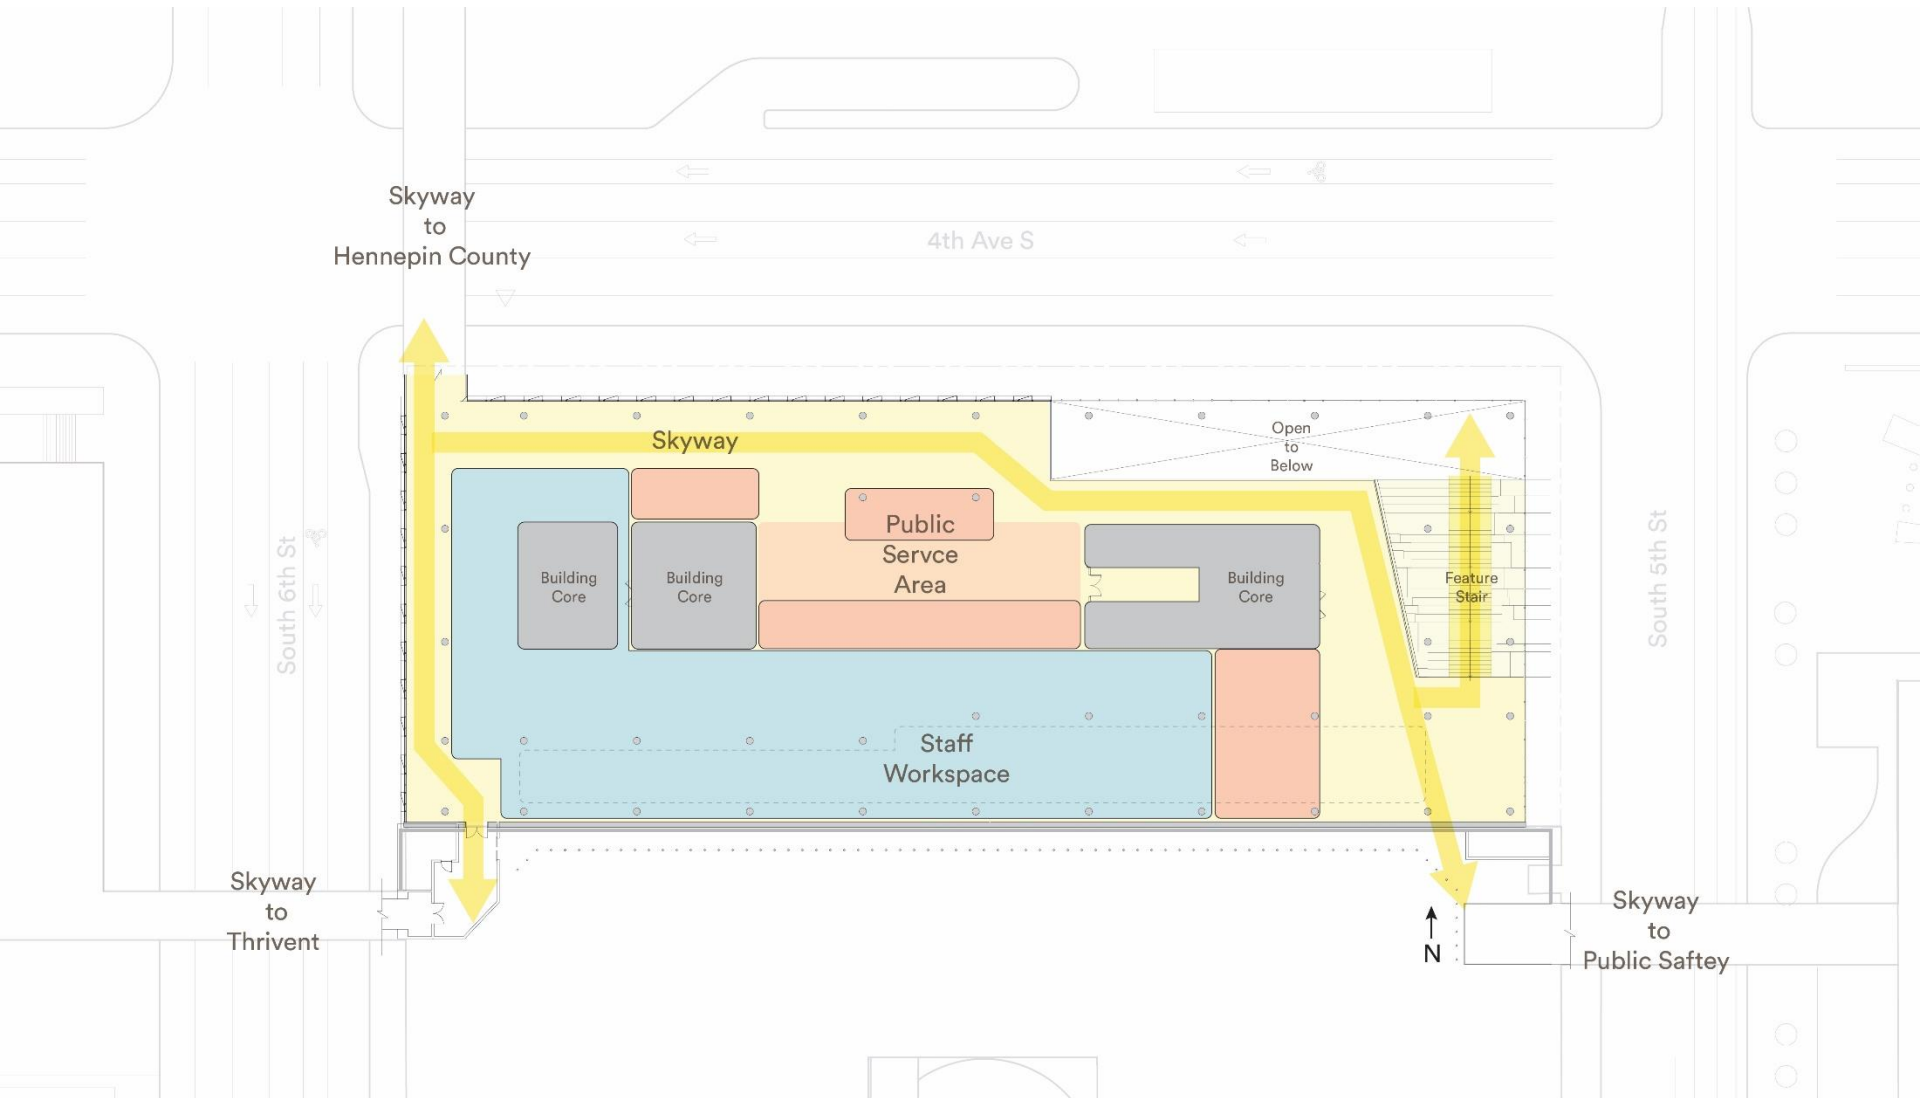 Skyway
to
Hennepin County
4th Ave S
Skyway
Open
to
Below
Public
Servce
Area
Building
Core
Building
Core
Building
Core
Feature
Stair
South 6th St
South 5th St
Staff
Workspace
Skyway
to
Thrivent
N
Skyway
to
Public Saftey